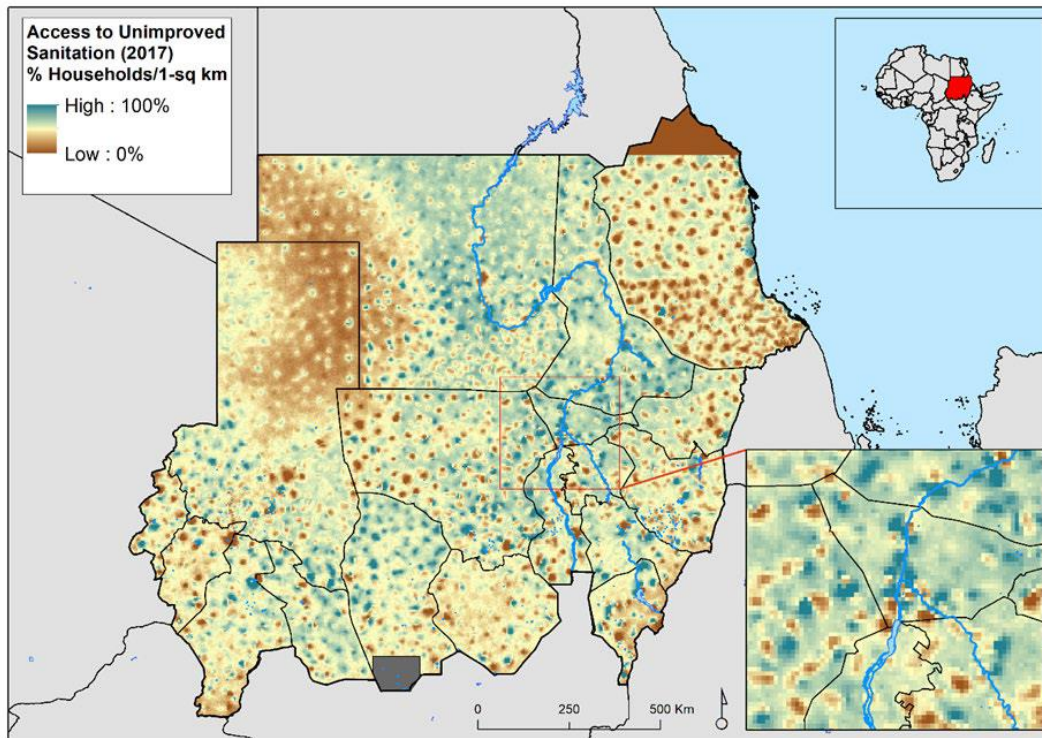 Access to Unimproved
Sanitation (2017)
% Households/1-sq km
High : 100%
Low : 0%
0
250
500 Km